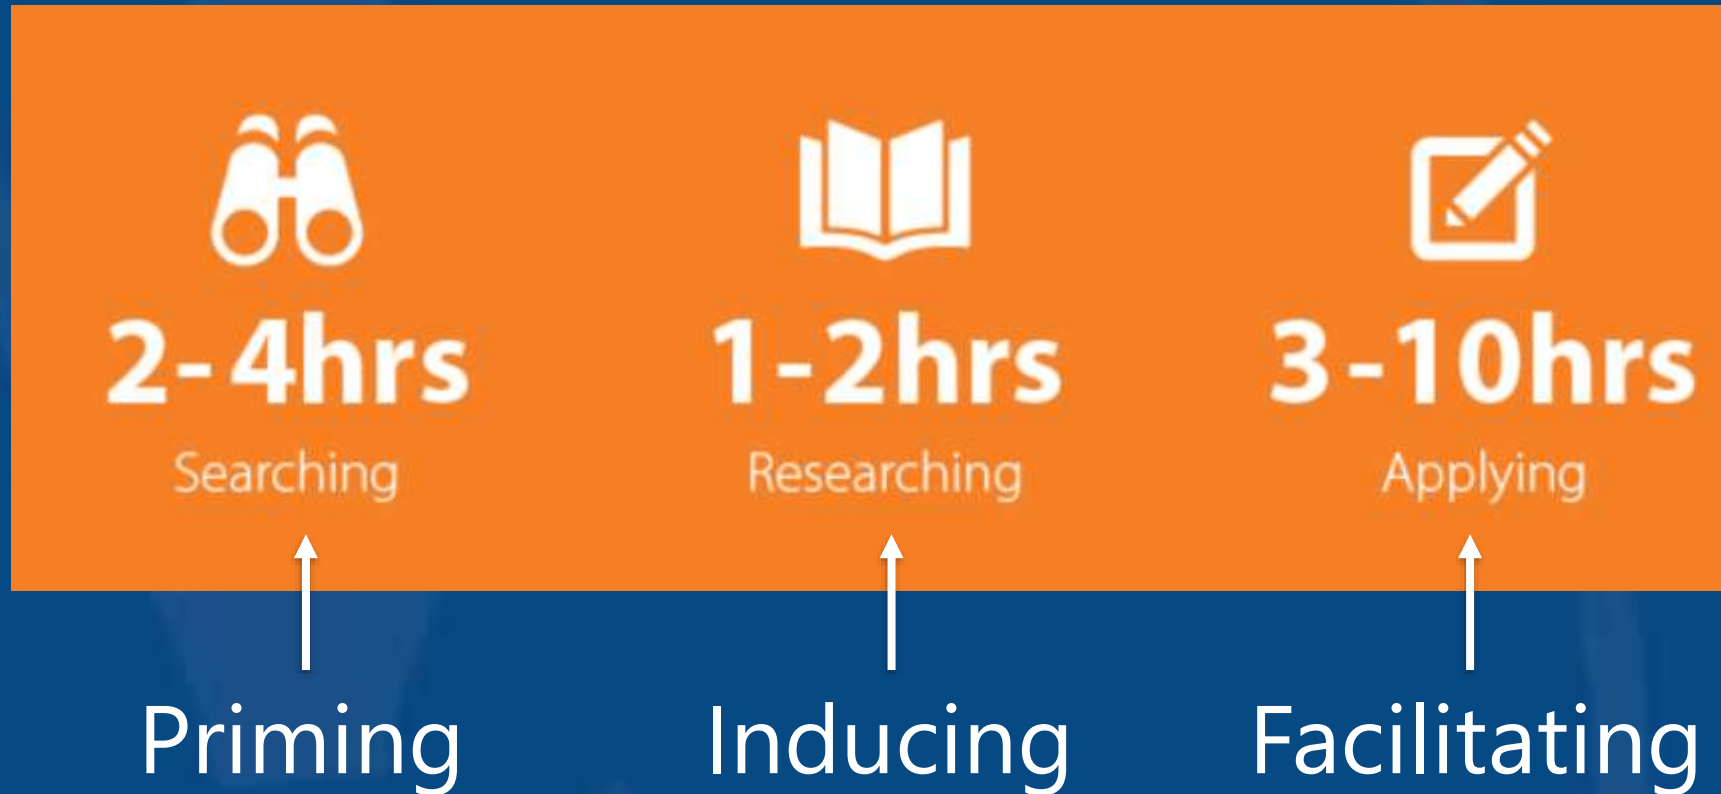 2-4hrs
Searching
Priming
1-2hrs
Researching
Inducing
3-10hrs
Applying
Facilitating